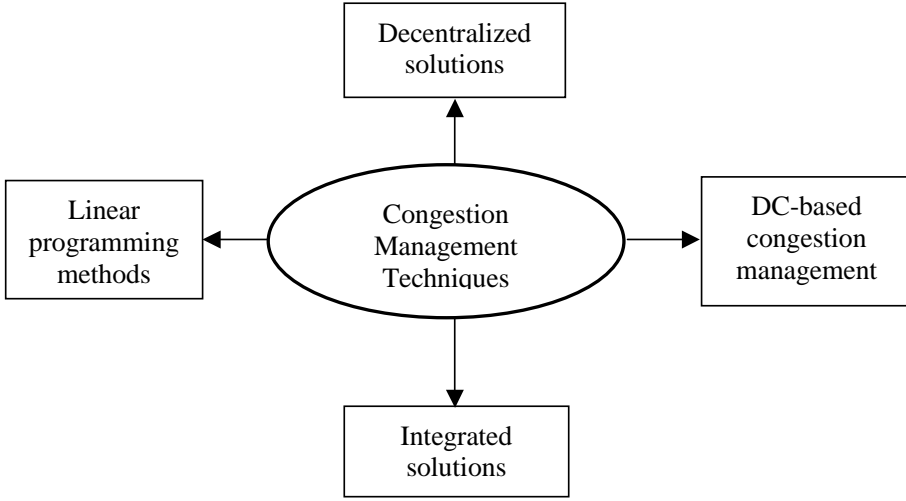 Decentralized
solutions
Linear
programming
methods
Congestion
Management
Techniques
DC-based
congestion
management
Integrated
solutions